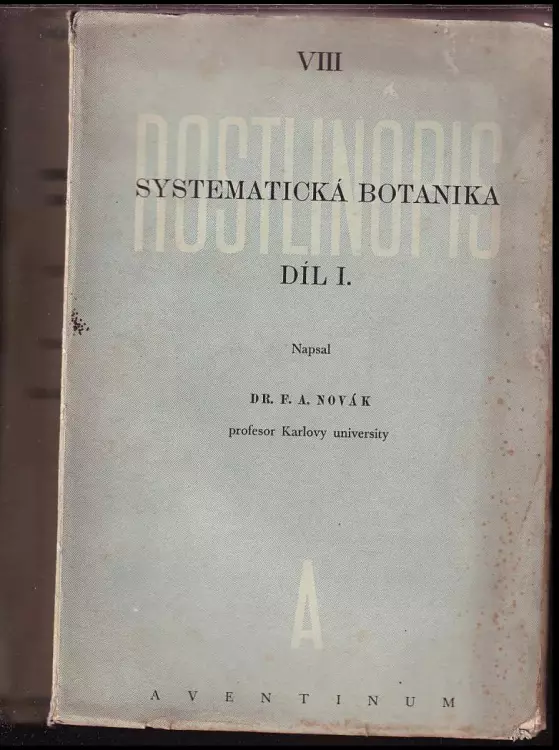 VIII
ROSTLINOPIS
SYSTEMATICKÁ BOTANIKA
DÍL I.
Napsal
DR. F. A. NOVÁK
profesor Karlovy university
A
AVENTINUM